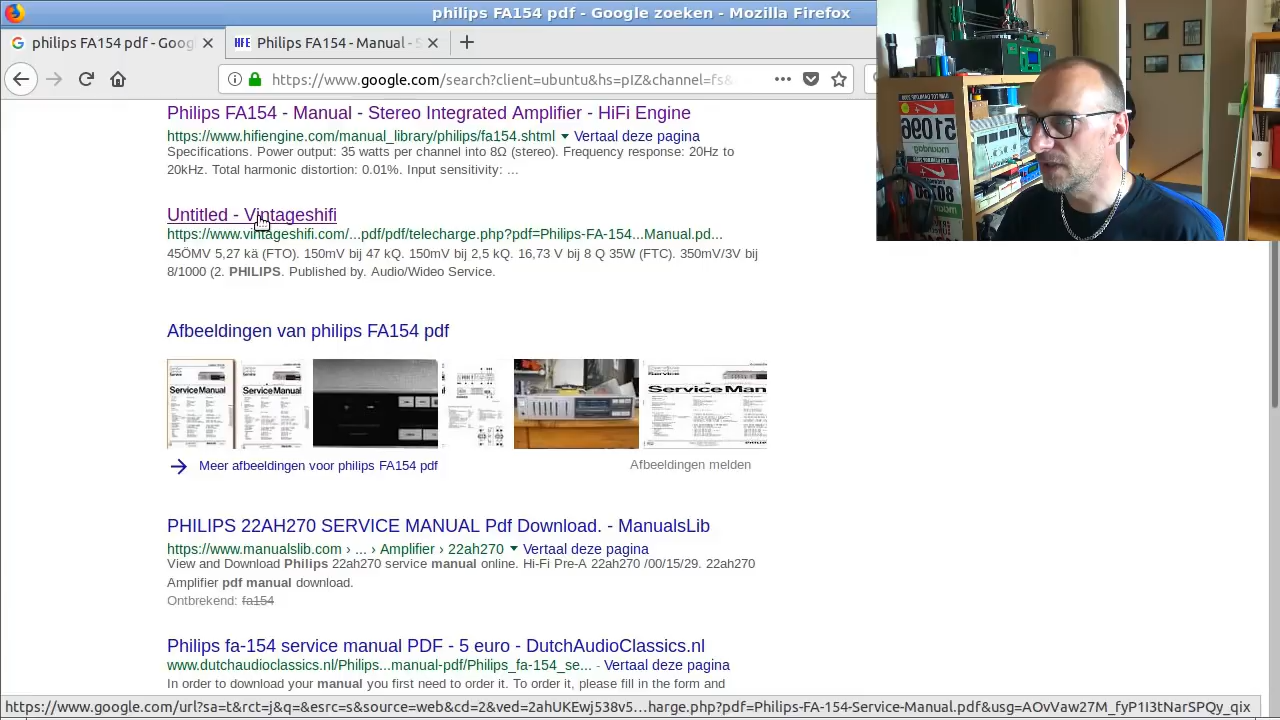 philips FA154 pdf - Google zoeken - Mozilla Firefox
philips FA154 pdf - Goog
HFE Philips FA154 - Manual - S
https://www.google.com/search?client=ubuntu&hs=pIZ&channel=fs&
Philips FA154 - Manual - Stereo Integrated Amplifier - HiFi Engine
https://www.hifiengine.com/manual_library/philips/fa154.shtml Vertaal deze pagina
Specifications. Power output: 35 watts per channel into 8Ω (stereo). Frequency response: 20Hz to
20kHz. Total harmonic distortion: 0.01%. Input sensitivity: ...
Untitled - Vintageshifi
https://www.vintageshifi.com/...pdf/pdf/telecharge.php?pdf=Philips-FA-154...Manual.pd...
45ÖMV 5,27 kä (FTO). 150mV bij 47 kQ. 150mV bij 2,5 kQ. 16,73 V bij 8 Q 35W (FTC). 350mV/3V bij
8/1000 (2. PHILIPS. Published by. Audio/Wideo Service.
Afbeeldingen van philips FA154 pdf
Service Manual
Service Manual
Service Man
Meer afbeeldingen voor philips FA154 pdf
Afbeeldingen melden
PHILIPS 22AH270 SERVICE MANUAL Pdf Download. - ManualsLib
https://www.manualslib.com › ... › Amplifier › 22ah270 Vertaal deze pagina
View and Download Philips 22ah270 service manual online. Hi-Fi Pre-A 22ah270 /00/15/29. 22ah270
Amplifier pdf manual download.
Ontbrekend: fa154
Philips fa-154 service manual PDF - 5 euro - DutchAudioClassics.nl
www.dutchaudioclassics.nl/Philips...manual-pdf/Philips_fa-154_se... - Vertaal deze pagina
In order to download your manual you first need to order it. To order it, please fill in the form and
https://www.google.com/url?sa=t&rct=j&q=&esrc=s&source=web&cd=2&ved=2ahUKEwj538v5...harge.php?pdf=Philips-FA-154-Service-Manual.pdf&usg=AOvVaw27M_fyP1I3tNarSPQy_qix
51096